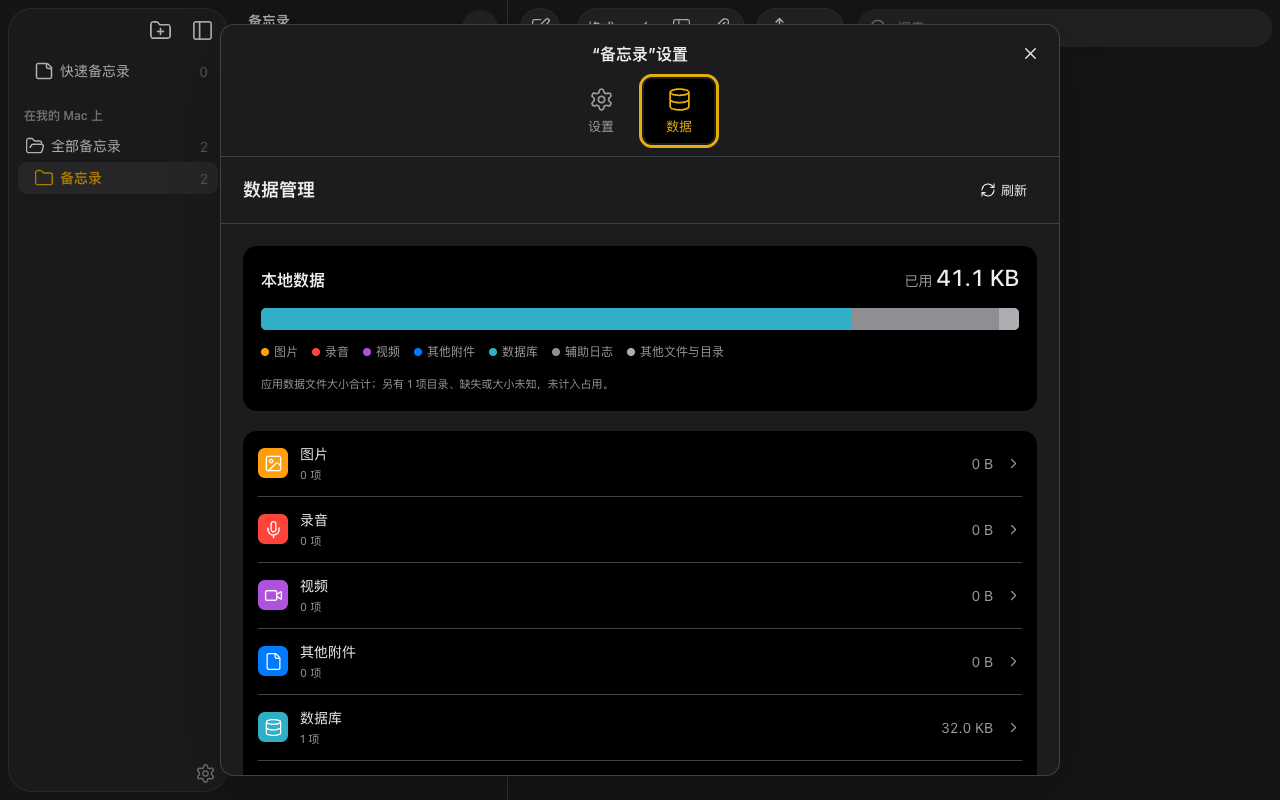 备忘录
快速备忘录 0
在我的 Mac 上
全部备忘录 2
备忘录 2
“备忘录”设置
设置
数据
数据管理
刷新
本地数据
已用 41.1 KB
图片 录音 视频 其他附件 数据库 辅助日志 其他文件与目录
应用数据文件大小合计；另有 1 项目录、缺失或大小未知，未计入占用。
图片
0 项
0 B
录音
0 项
0 B
视频
0 项
0 B
其他附件
0 项
0 B
数据库
1 项
32.0 KB